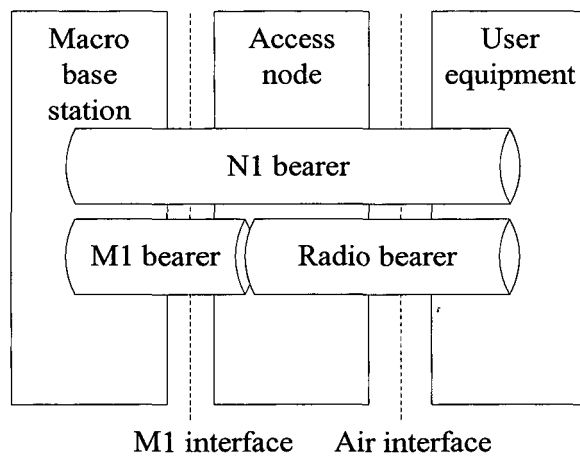 Macro
base
station
Access
node
User
equipment
N1 bearer
M1 bearer
Radio bearer
M1 interface
Air interface